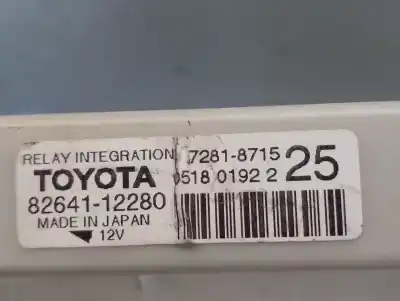 RELAY INTEGRATION 7281-8715
TOYOTA 0518 0192 2 25
82641-12280
MADE IN JAPAN
12V